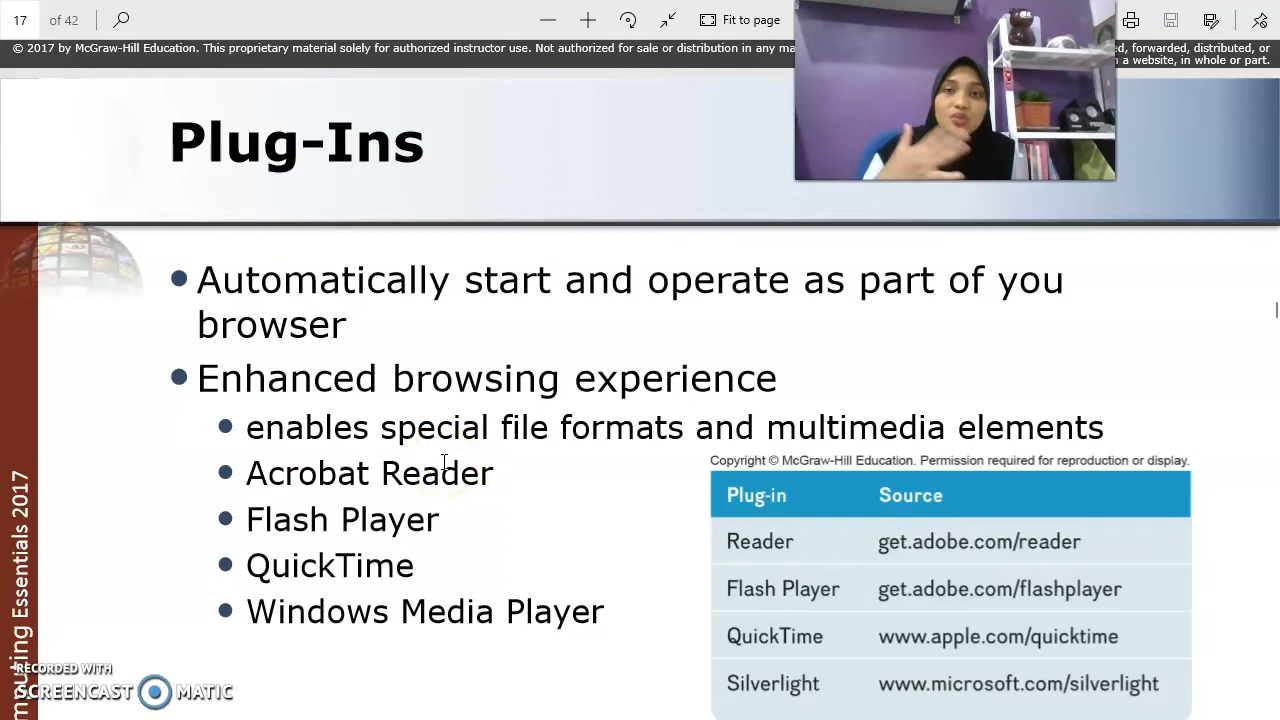 17 of 42
Fit to page
© 2017 by McGraw-Hill Education. This proprietary material solely for authorized instructor use. Not authorized for sale or distribution in any ma
ed, forwarded, distributed, or
n a website, in whole or part.
Plug-Ins
Automatically start and operate as part of you
browser
Enhanced browsing experience
enables special file formats and multimedia elements
Acrobat Reader
Flash Player
QuickTime
Windows Media Player
Copyright © McGraw-Hill Education. Permission required for reproduction or display.
Plug-in Source
Reader get.adobe.com/reader
Flash Player get.adobe.com/flashplayer
QuickTime www.apple.com/quicktime
Silverlight www.microsoft.com/silverlight
mputing Essentials 2017
RECORDED WITH
SCREENCAST MATIC